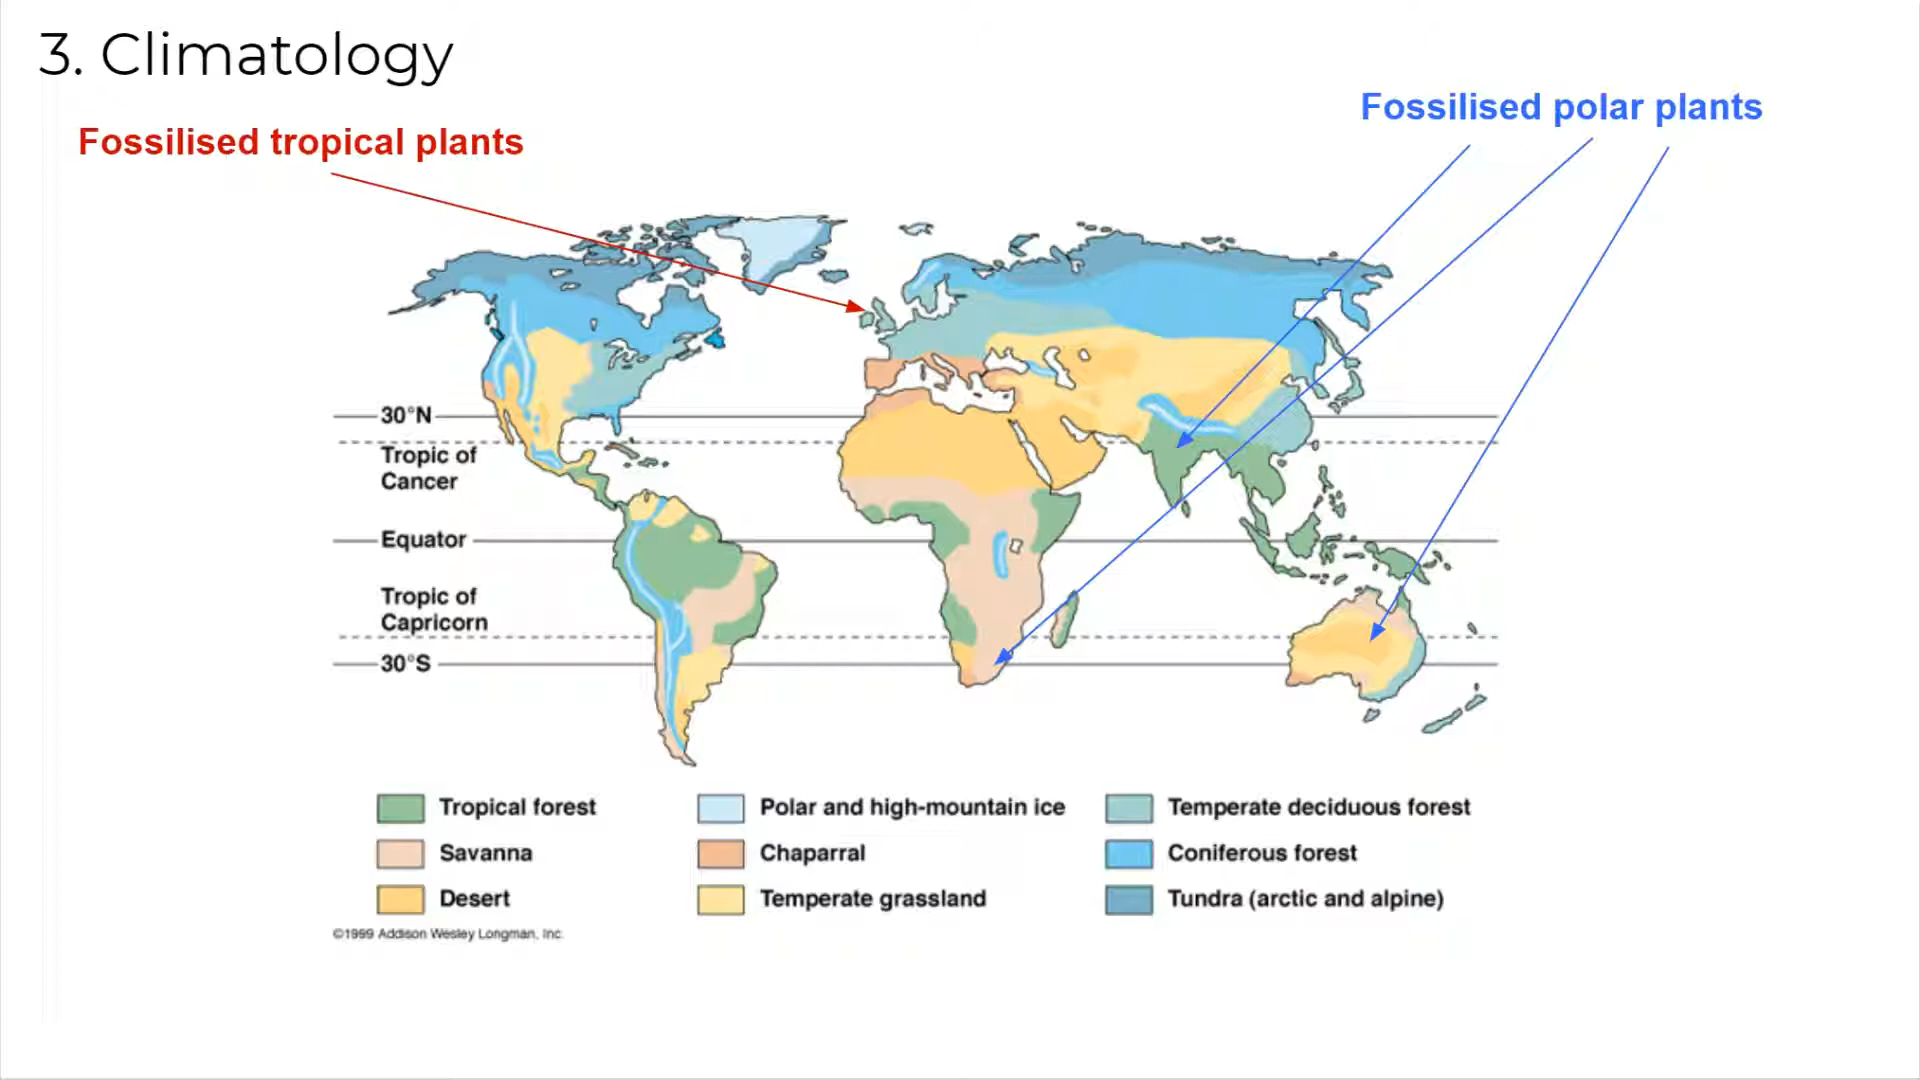 3. Climatology
Fossilised polar plants
Fossilised tropical plants
30°N
Tropic of
Cancer
Equator
Tropic of
Capricorn
30°S
Tropical forest
Polar and high-mountain ice
Temperate deciduous forest
Savanna
Chaparral
Coniferous forest
Desert
Temperate grassland
Tundra (arctic and alpine)
©1999 Addison Wesley Longman, Inc.